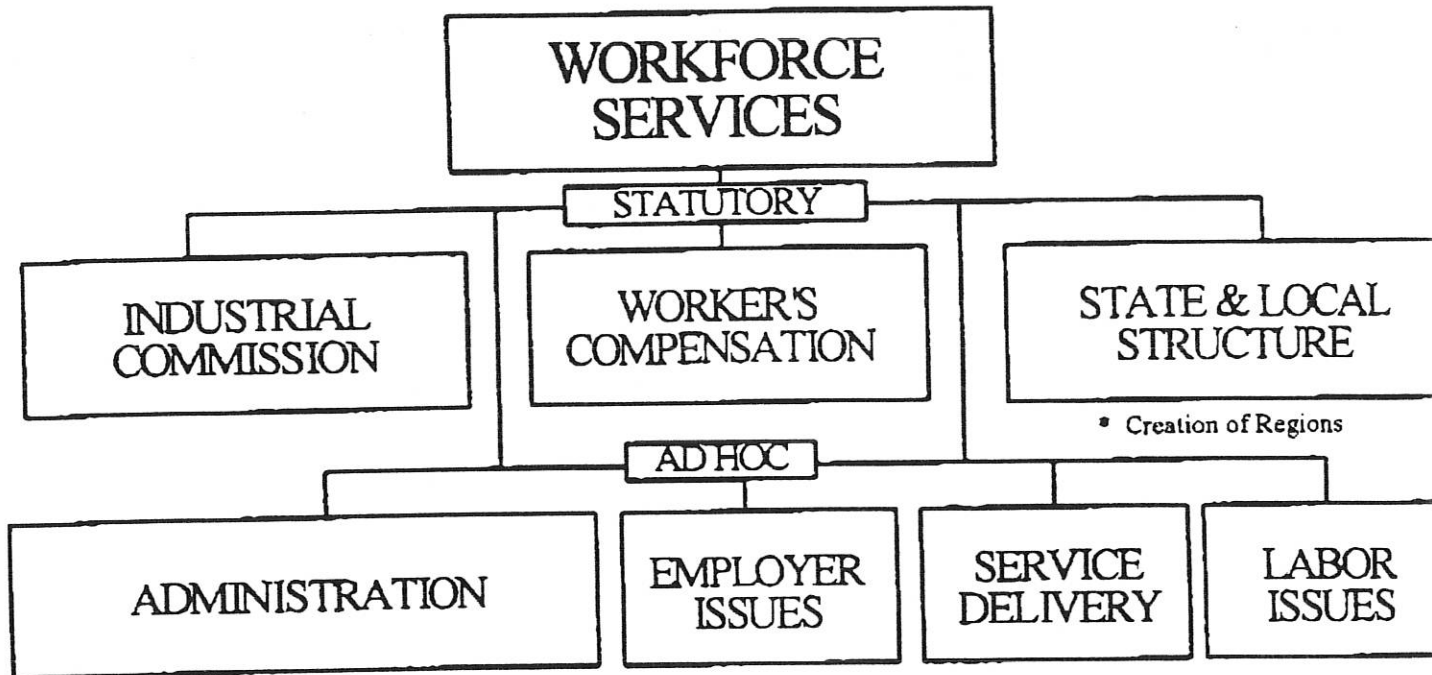 WORKFORCE
SERVICES
STATUTORY
INDUSTRIAL
COMMISSION
WORKER'S
COMPENSATION
STATE & LOCAL
STRUCTURE
* Creation of Regions
AD HOC
ADMINISTRATION
EMPLOYER
ISSUES
SERVICE
DELIVERY
LABOR
ISSUES